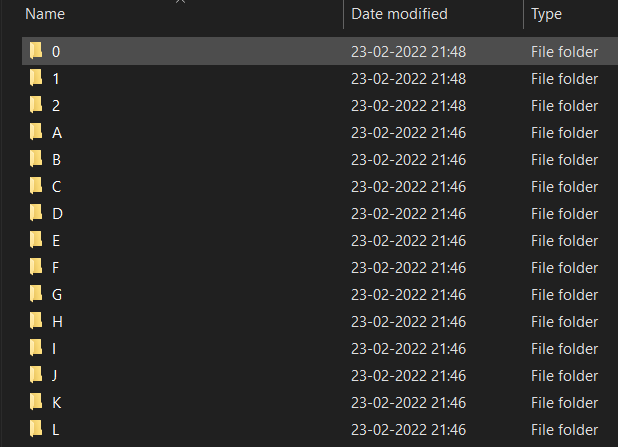 Name Date modified Type
0 23-02-2022 21:48 File folder
1 23-02-2022 21:48 File folder
2 23-02-2022 21:48 File folder
A 23-02-2022 21:46 File folder
B 23-02-2022 21:46 File folder
C 23-02-2022 21:46 File folder
D 23-02-2022 21:46 File folder
E 23-02-2022 21:46 File folder
F 23-02-2022 21:46 File folder
G 23-02-2022 21:46 File folder
H 23-02-2022 21:46 File folder
I 23-02-2022 21:46 File folder
J 23-02-2022 21:46 File folder
K 23-02-2022 21:46 File folder
L 23-02-2022 21:46 File folder